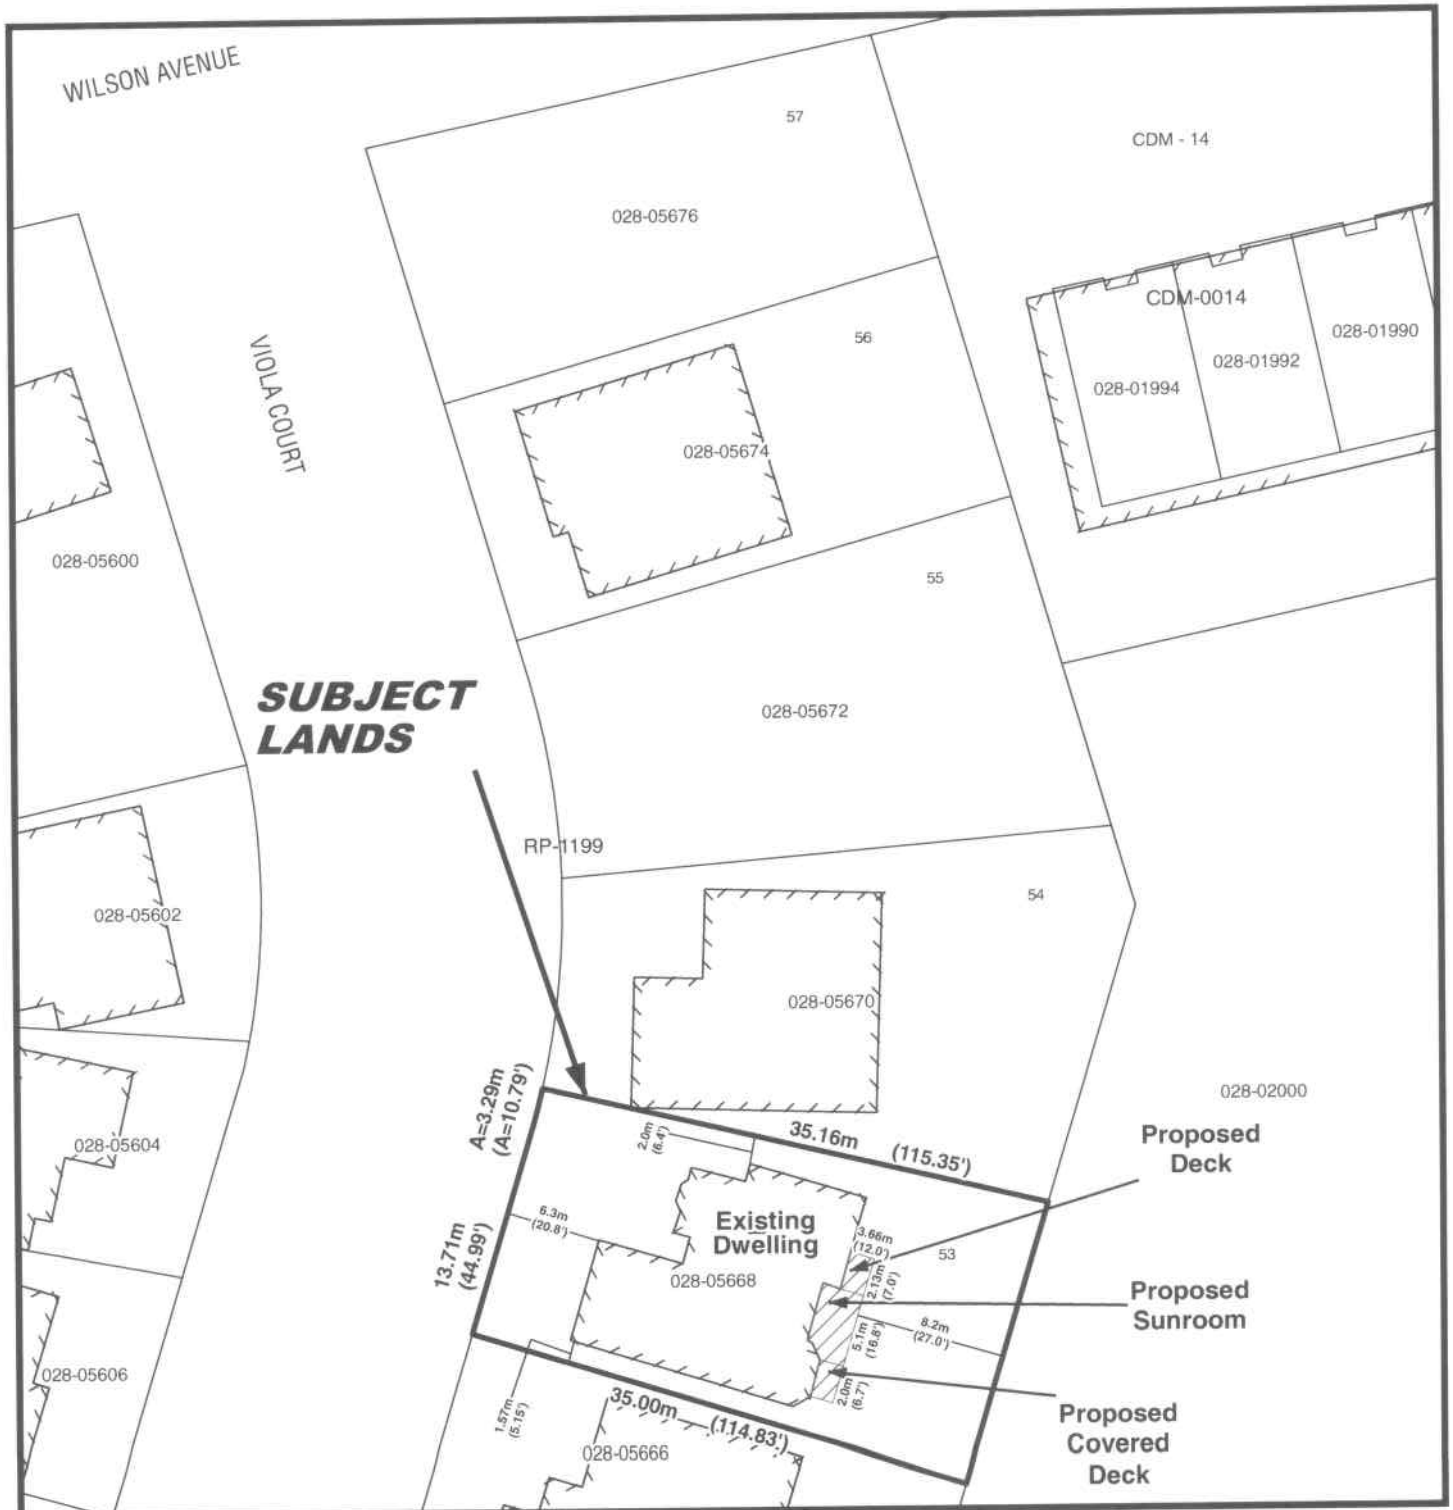 WILSON AVENUE
57
CDM - 14
028-05676
CDM-0014
028-01990
028-01992
028-01994
56
VIOLA COURT
028-05674
028-05600
55
SUBJECT
LANDS
028-05672
RP-1199
54
028-05602
028-05670
028-02000
A=3.29m
(A=10.79')
2.0m
(6.4')
35.16m (115.35')
Proposed
Deck
028-05604
6.3m
(20.8')
Existing
Dwelling
3.66m
(12.0')
53
13.71m
(44.99')
028-05668
2.13m
(7.0')
Proposed
Sunroom
8.2m
(27.0')
5.1m
(16.8')
028-05606
2.0m
(6.7')
1.57m
(5.15')
35.00m (114.83')
Proposed
Covered
Deck
028-05666